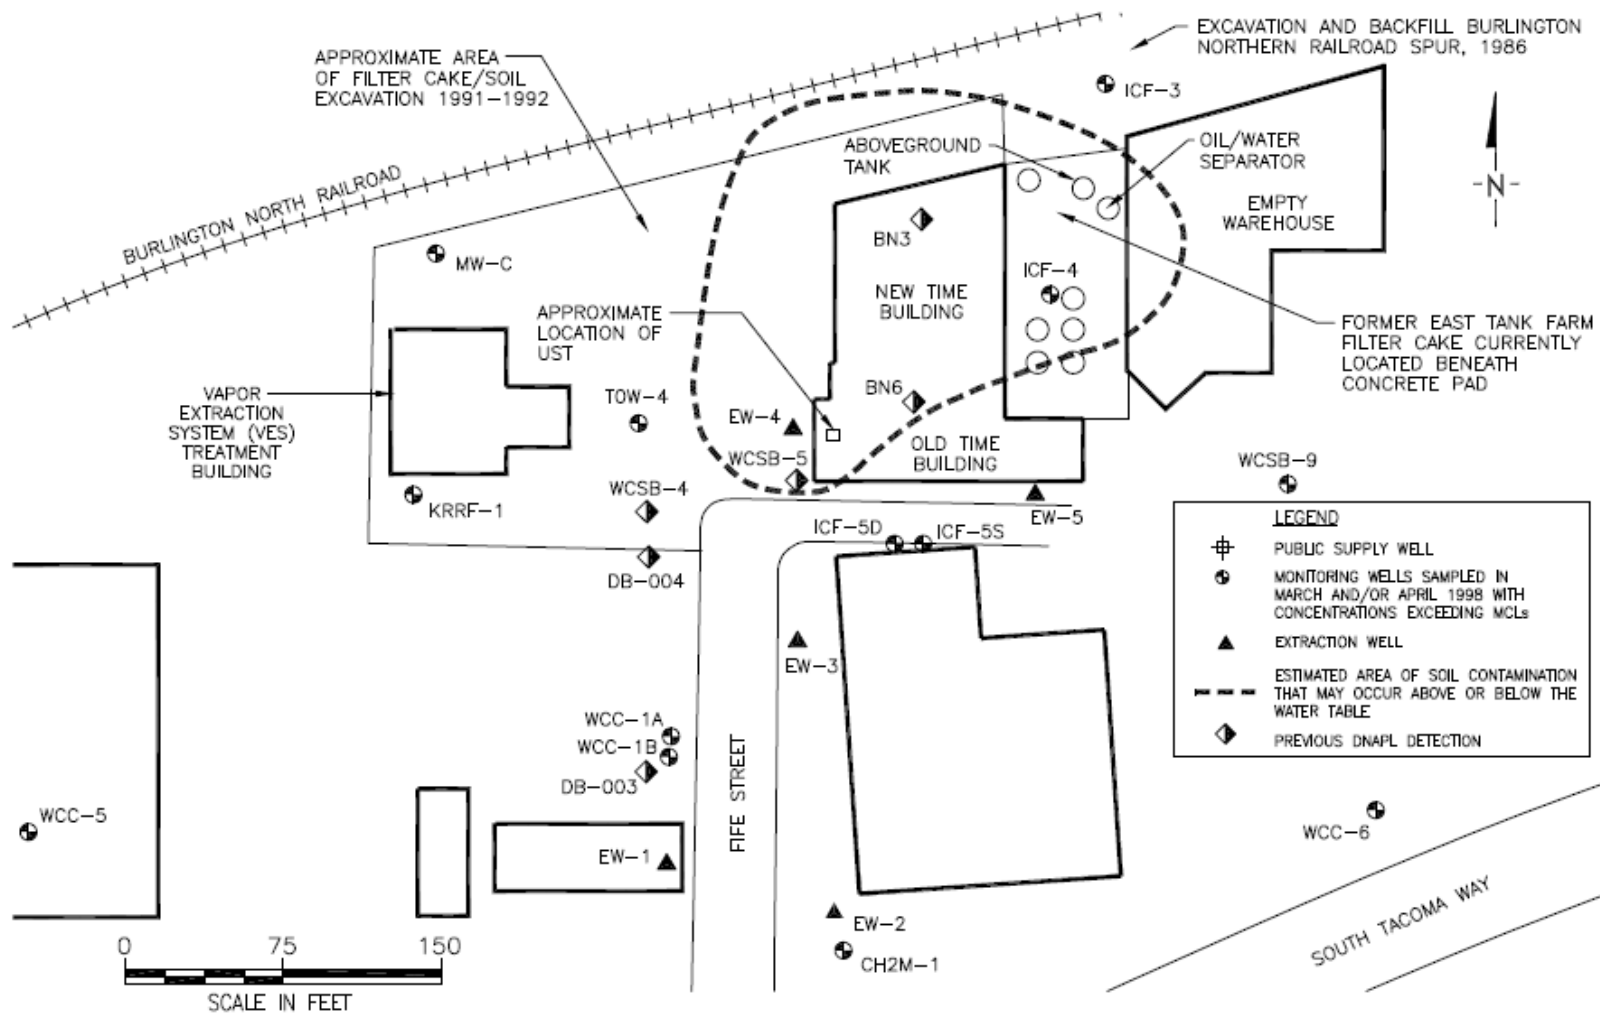 EXCAVATION AND BACKFILL BURLINGTON
NORTHERN RAILROAD SPUR, 1986
APPROXIMATE AREA
OF FILTER CAKE/SOIL
EXCAVATION 1991-1992
ICF-3
ABOVEGROUND
TANK
OIL/WATER
SEPARATOR
BURLINGTON NORTH RAILROAD
-N-
EMPTY
WAREHOUSE
BN3
MW-C
ICF-4
NEW TIME
BUILDING
APPROXIMATE
LOCATION OF
UST
FORMER EAST TANK FARM
FILTER CAKE CURRENTLY
LOCATED BENEATH
CONCRETE PAD
VAPOR
EXTRACTION
SYSTEM (VES)
TREATMENT
BUILDING
TOW-4
BN6
EW-4
OLD TIME
BUILDING
WCSB-5
WCSB-9
WCSB-4
KRRF-1
EW-5
ICF-5D
ICF-5S
DB-004
LEGEND
PUBLIC SUPPLY WELL
MONITORING WELLS SAMPLED IN
MARCH AND/OR APRIL 1998 WITH
CONCENTRATIONS EXCEEDING MCLs
EXTRACTION WELL
ESTIMATED AREA OF SOIL CONTAMINATION
THAT MAY OCCUR ABOVE OR BELOW THE
WATER TABLE
PREVIOUS DNAPL DETECTION
EW-3
WCC-1A
WCC-1B
DB-003
FIFE STREET
WCC-5
WCC-6
EW-1
EW-2
CH2M-1
SOUTH TACOMA WAY
0 75 150
SCALE IN FEET